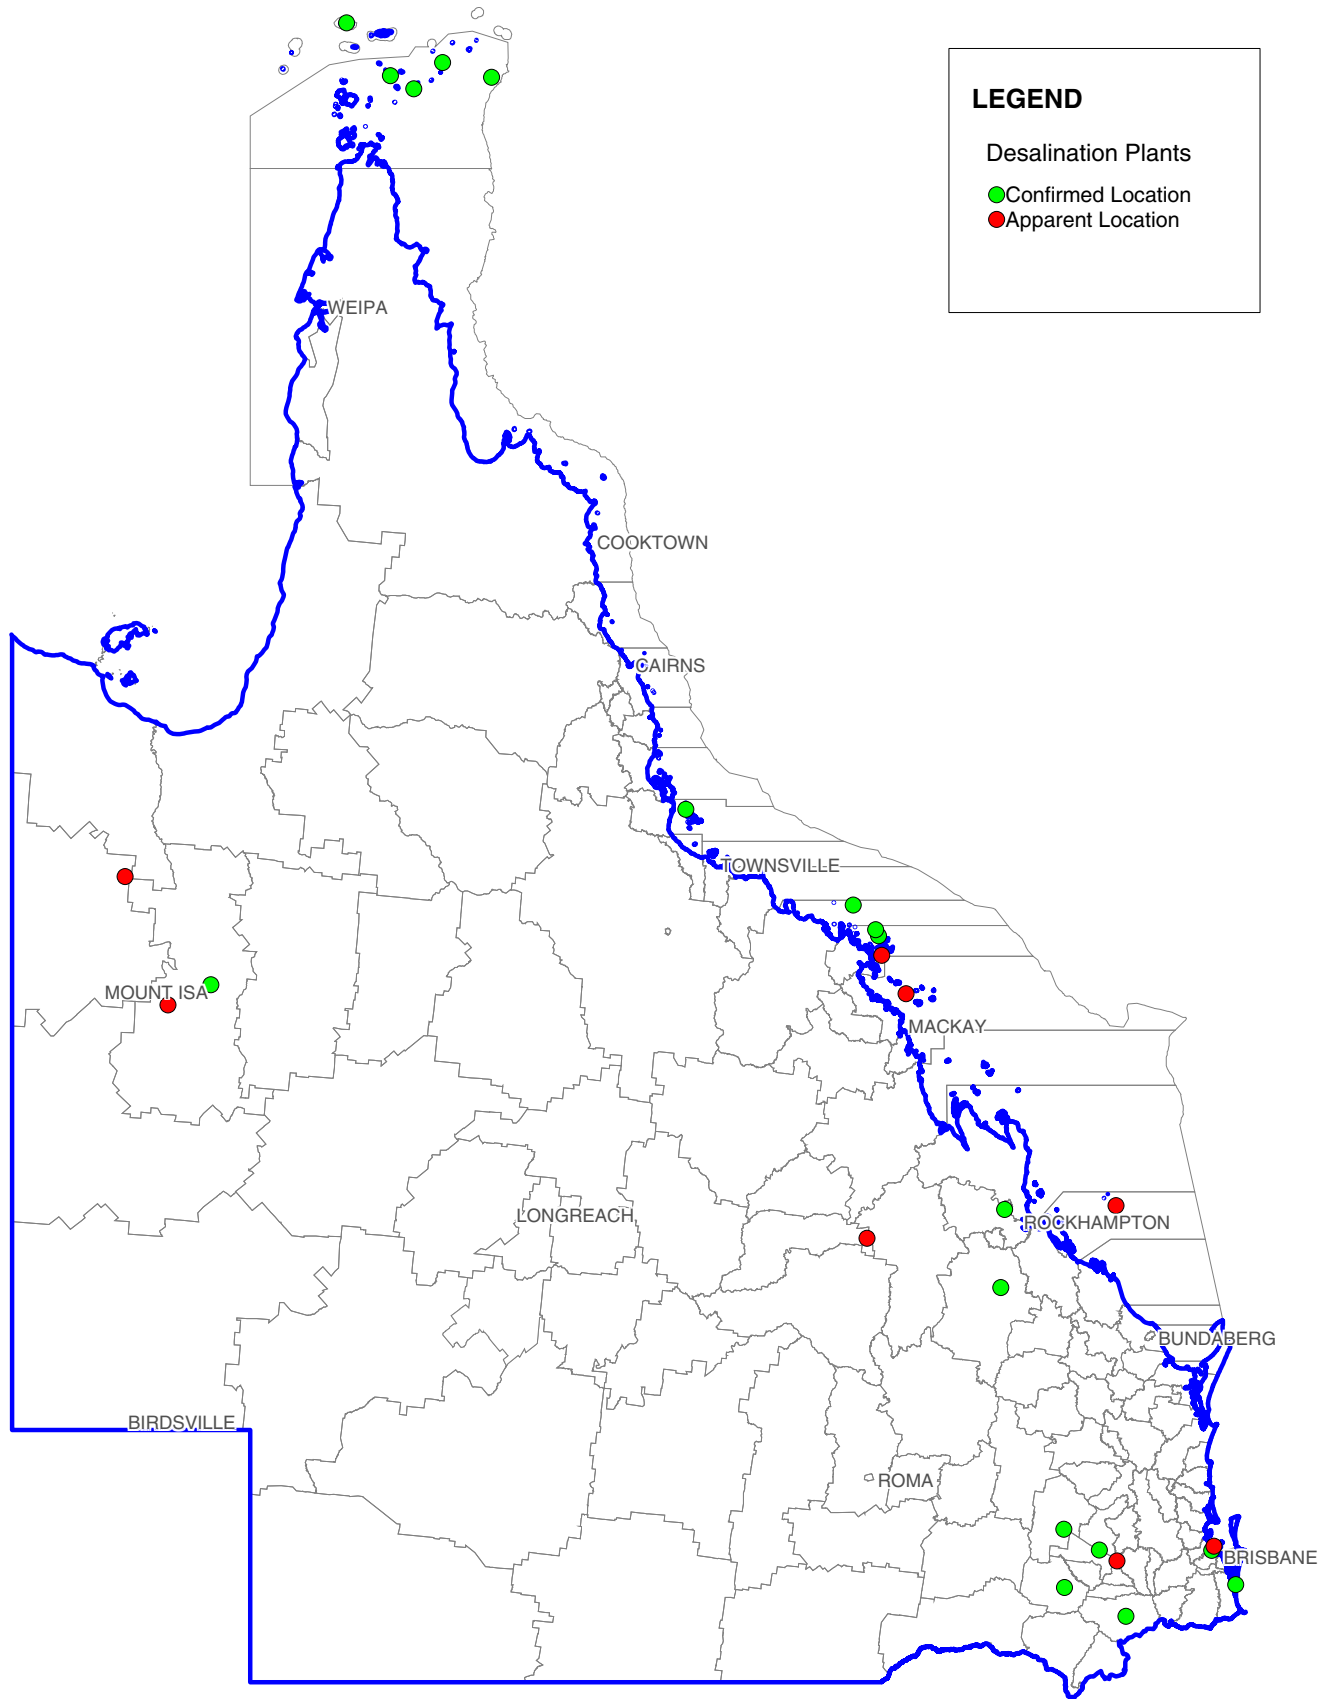 LEGEND
Desalination Plants
Confirmed Location
Apparent Location
WEIPA
COOKTOWN
CAIRNS
TOWNSVILLE
MOUNT ISA
MACKAY
LONGREACH
ROCKHAMPTON
BUNDABERG
BIRDSVILLE
ROMA
BRISBANE